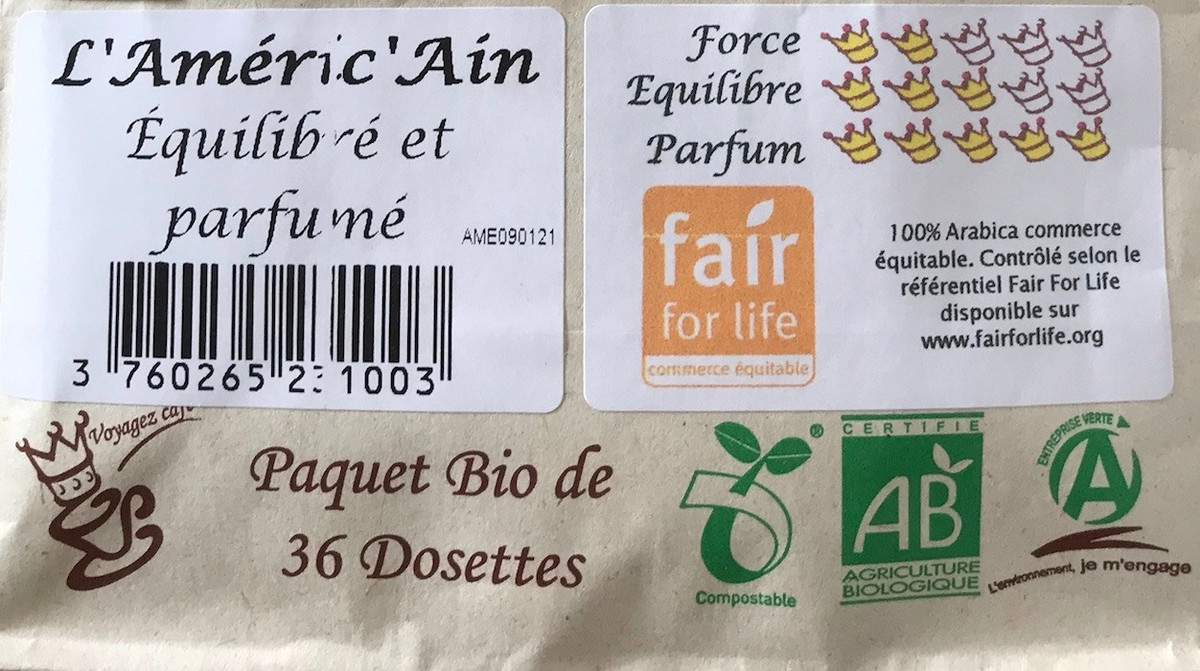 L'Améric'Ain
Équilibré et
parfumé
AME090121
3 760265 23 1003
Force
Equilibre
Parfum
fair
for life
commerce équitable
100% Arabica commerce
équitable. Contrôlé selon le
référentiel Fair For Life
disponible sur
www.fairforlife.org
Voyagez
Paquet Bio de
36 Dosettes
®
Compostable
CERTIFIÉ
AB
AGRICULTURE
BIOLOGIQUE
ENTREPRISE VERTE
A
L'environnement, je m'engage